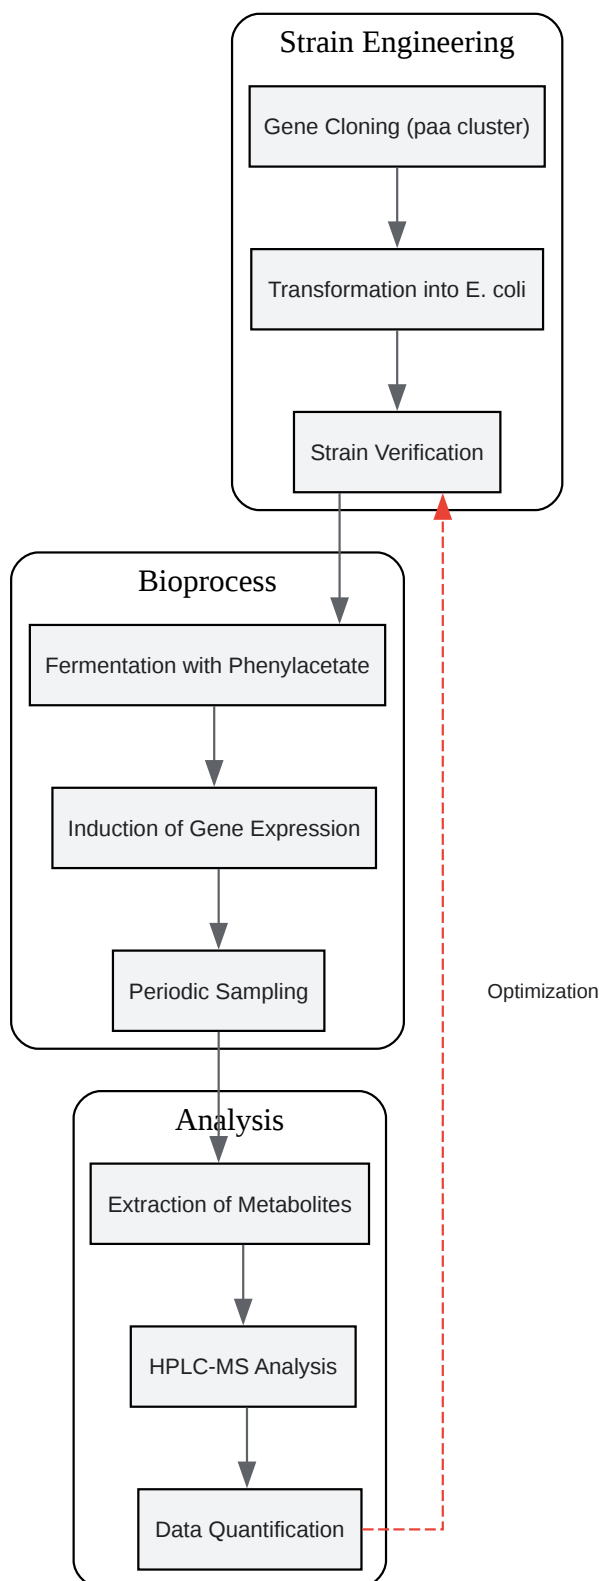 Strain Engineering
Gene Cloning (paa cluster)
Transformation into E. coli
Strain Verification
Bioprocess
Fermentation with Phenylacetate
Induction of Gene Expression
Periodic Sampling
Optimization
Analysis
Extraction of Metabolites
HPLC-MS Analysis
Data Quantification